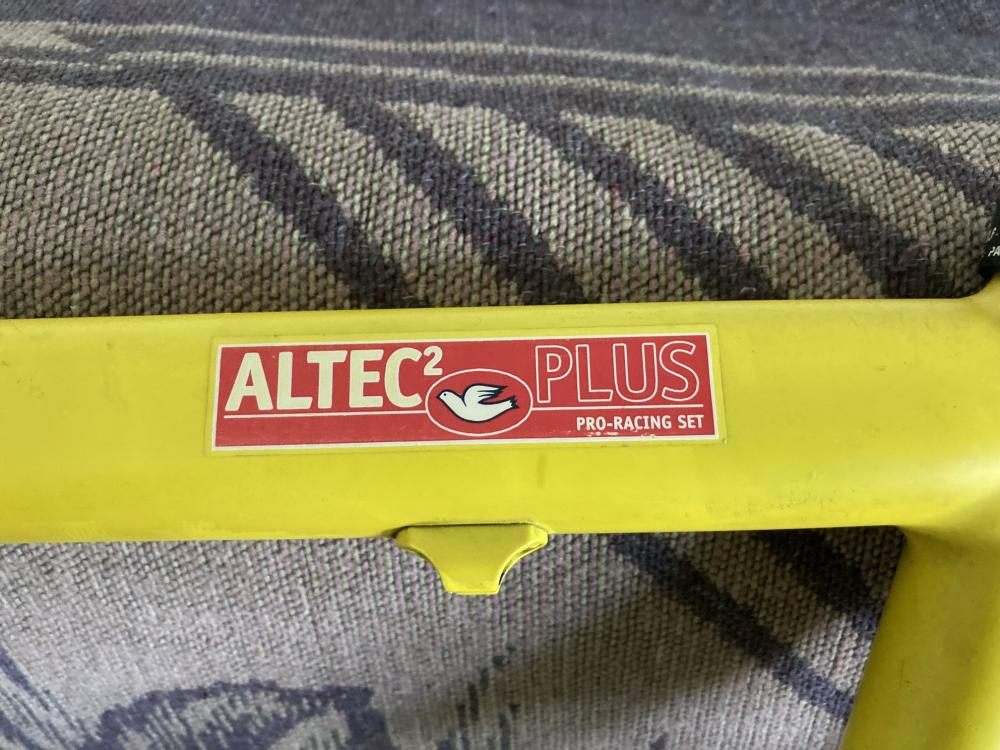 ALTEC² PLUS
PRO-RACING SET